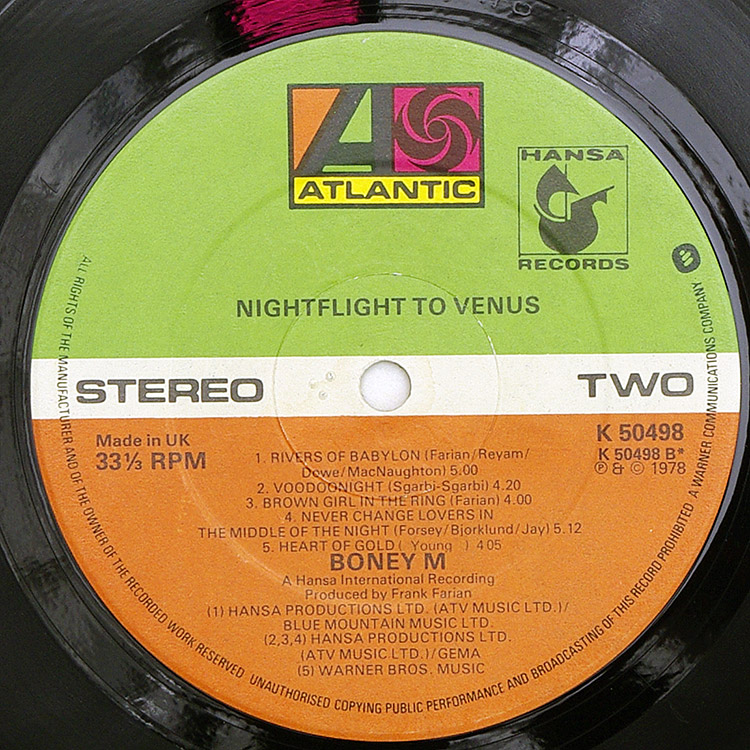 ATLANTIC
HANSA
RECORDS
NIGHTFLIGHT TO VENUS
STEREO
TWO
Made in UK
33⅓ RPM
K 50498
K 50498 B*
Ⓟ & © 1978
1. RIVERS OF BABYLON (Farian/Reyam/
Dowe/MacNaughton) 5.00
2. VOODOONIGHT (Sgarbi-Sgarbi) 4.00
3. BROWN GIRL IN THE RING (Farian) 4.00
4. NEVER CHANGE LOVERS IN
THE MIDDLE OF THE NIGHT (Forsey/Bjorklund/Jay) 5.12
5. HEART OF GOLD ( Young ) 4 05
BONEY M
A Hansa International Recording
Produced by Frank Farian
(1) HANSA PRODUCTIONS LTD. (ATV MUSIC LTD.)/
BLUE MOUNTAIN MUSIC LTD.
(2,3,4) HANSA PRODUCTIONS LTD.
(ATV MUSIC LTD.)/GEMA
(5) WARNER BROS. MUSIC
ALL RIGHTS OF THE MANUFACTURER AND OF THE OWNER OF THE RECORDED WORK RESERVED UNAUTHORISED COPYING PUBLIC PERFORMANCE AND BROADCASTING OF THIS RECORD PROHIBITED A WARNER COMMUNICATIONS COMPANY